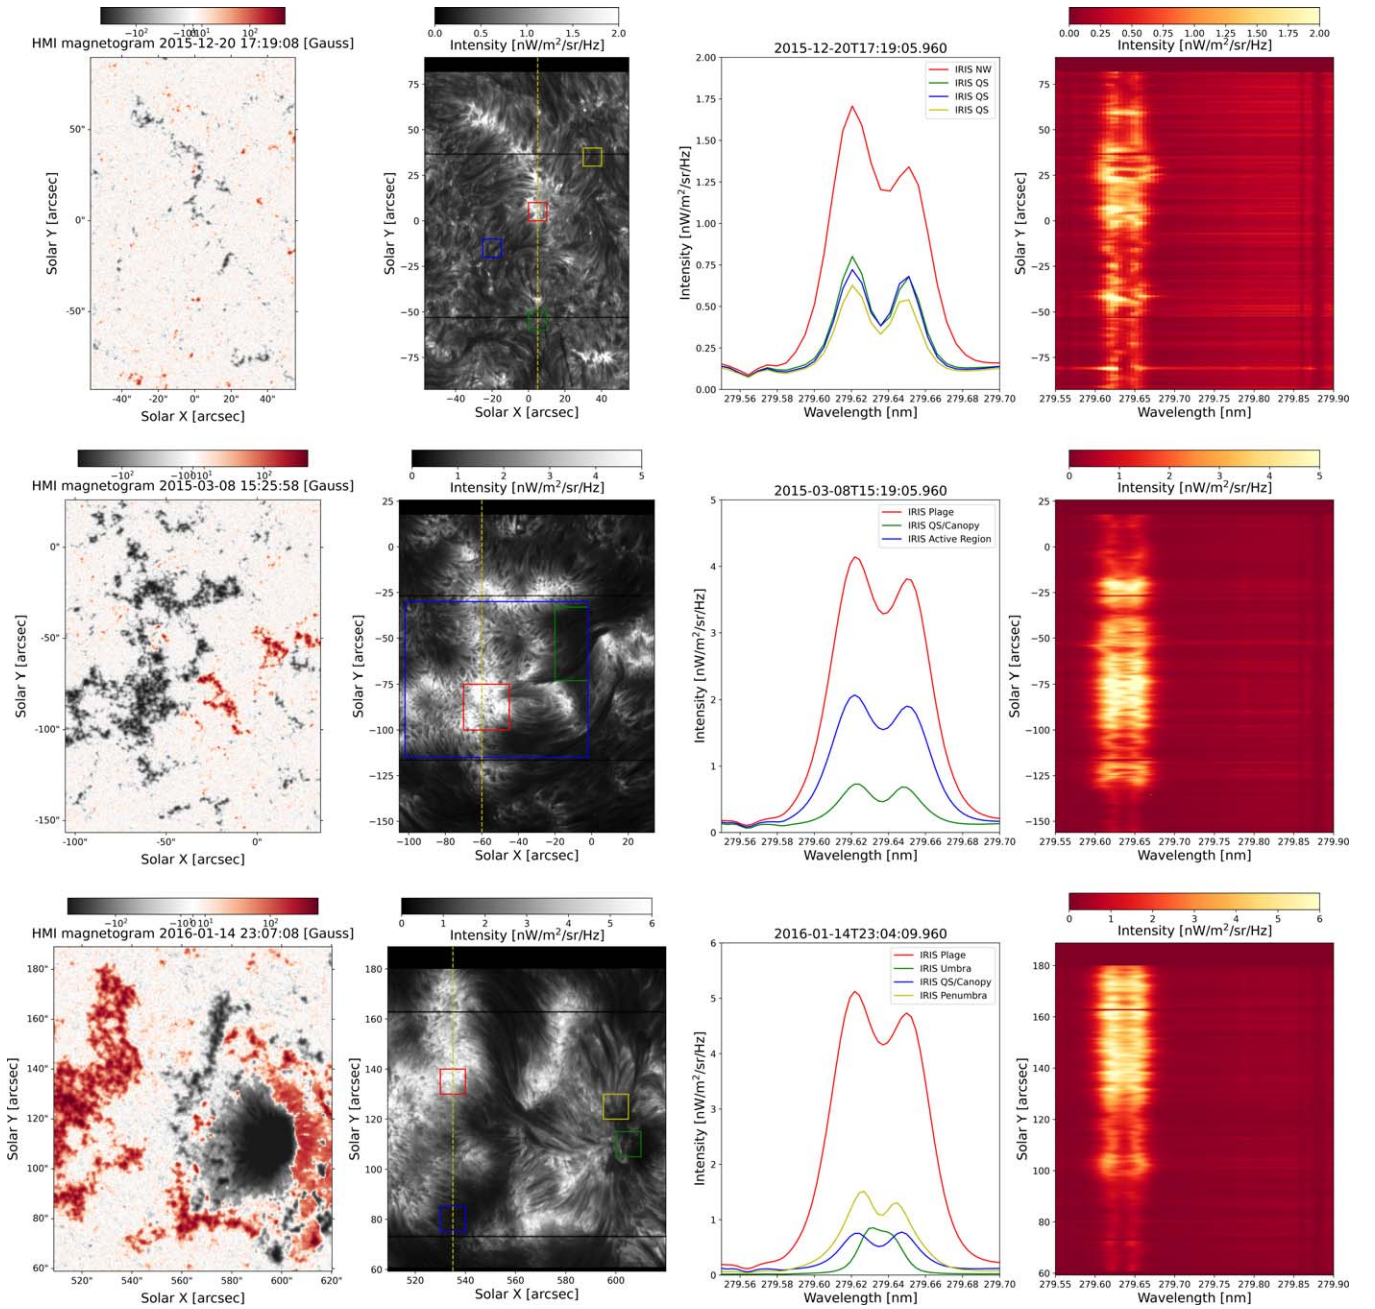 −10² −10¹ 0 10¹ 10²
HMI magnetogram 2015-12-20 17:19:08 [Gauss]
50"
0"
−50"
-40" -20" 0" 20" 40"
Solar X [arcsec]
Solar Y [arcsec]
0.0 0.5 1.0 1.5 2.0
Intensity [nW/m²/sr/Hz]
75
50
25
0
−25
−50
−75
−40 −20 0 20 40
Solar X [arcsec]
Solar Y [arcsec]
2015-12-20T17:19:05.960
IRIS NW
IRIS QS
IRIS QS
IRIS QS
2.00
1.75
1.50
1.25
1.00
0.75
0.50
0.25
0.00
279.56 279.58 279.60 279.62 279.64 279.66 279.68 279.70
Wavelength [nm]
Intensity [nW/m²/sr/Hz]
0.00 0.25 0.50 0.75 1.00 1.25 1.50 1.75 2.00
Intensity [nW/m²/sr/Hz]
75
50
25
0
−25
−50
−75
279.55 279.60 279.65 279.70 279.75 279.80 279.85 279.90
Wavelength [nm]
Solar Y [arcsec]
−10² −10¹ 0 10¹ 10²
HMI magnetogram 2015-03-08 15:25:58 [Gauss]
0"
-50"
-100"
-150"
-100" -50" 0"
Solar X [arcsec]
Solar Y [arcsec]
0 1 2 3 4 5
Intensity [nW/m²/sr/Hz]
25
0
−25
−50
−75
−100
−125
−150
−100 −80 −60 −40 −20 0 20
Solar X [arcsec]
Solar Y [arcsec]
2015-03-08T15:19:05.960
IRIS Plage
IRIS QS/Canopy
IRIS Active Region
5
4
3
2
1
0
279.56 279.58 279.60 279.62 279.64 279.66 279.68 279.70
Wavelength [nm]
Intensity [nW/m²/sr/Hz]
0 1 2 3 4 5
Intensity [nW/m²/sr/Hz]
25
0
−25
−50
−75
−100
−125
−150
279.55 279.60 279.65 279.70 279.75 279.80 279.85 279.90
Wavelength [nm]
Solar Y [arcsec]
−10² −10¹ 0 10¹ 10²
HMI magnetogram 2016-01-14 23:07:08 [Gauss]
180"
160"
140"
120"
100"
80"
60"
520" 540" 560" 580" 600" 620"
Solar X [arcsec]
Solar Y [arcsec]
0 1 2 3 4 5 6
Intensity [nW/m²/sr/Hz]
180
160
140
120
100
80
60
520 540 560 580 600
Solar X [arcsec]
Solar Y [arcsec]
2016-01-14T23:04:09.960
IRIS Plage
IRIS Umbra
IRIS QS/Canopy
IRIS Penumbra
6
5
4
3
2
1
0
279.56 279.58 279.60 279.62 279.64 279.66 279.68 279.70
Wavelength [nm]
Intensity [nW/m²/sr/Hz]
0 1 2 3 4 5 6
Intensity [nW/m²/sr/Hz]
180
160
140
120
100
80
60
279.55 279.60 279.65 279.70 279.75 279.80 279.85 279.90
Wavelength [nm]
Solar Y [arcsec]